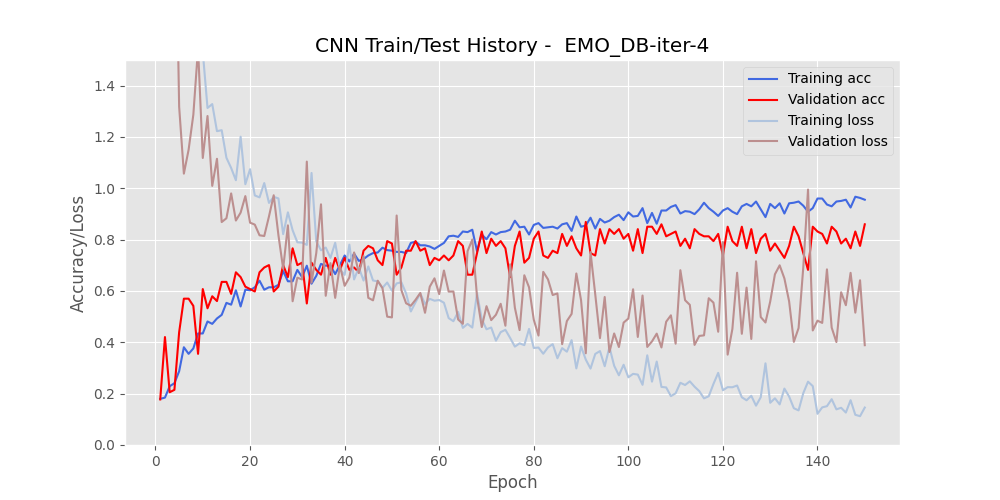 CNN Train/Test History -  EMO_DB-iter-4
Training acc
Validation acc
Training loss
Validation loss
Accuracy/Loss
1.4
1.2
1.0
0.8
0.6
0.4
0.2
0.0
0 20 40 60 80 100 120 140
Epoch